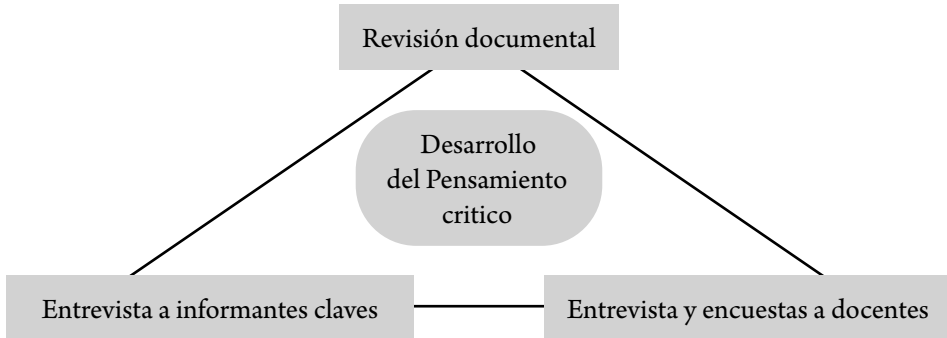 Revisión documental
Desarrollo
del Pensamiento
critico
Entrevista a informantes claves
Entrevista y encuestas a docentes